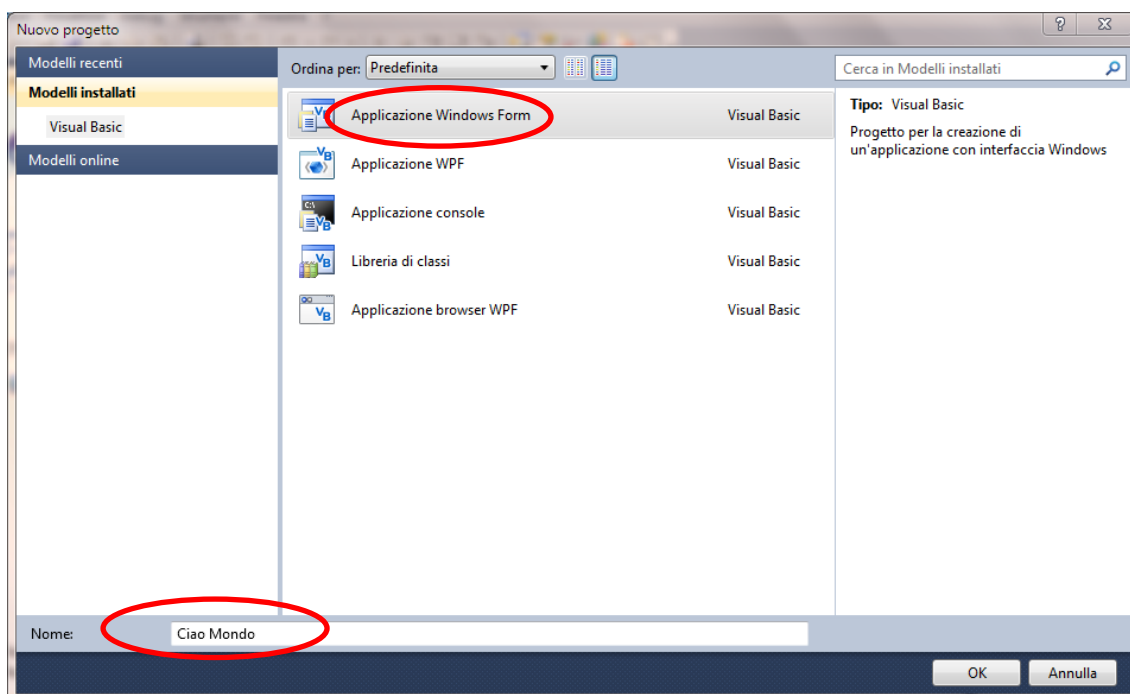 Nuovo progetto
Modelli recenti
Modelli installati
Visual Basic
Modelli online
Ordina per: Predefinita
Applicazione Windows Form Visual Basic
Applicazione WPF Visual Basic
Applicazione console Visual Basic
Libreria di classi Visual Basic
Applicazione browser WPF Visual Basic
Cerca in Modelli installati
Tipo: Visual Basic
Progetto per la creazione di
un'applicazione con interfaccia Windows
Nome: Ciao Mondo
OK Annulla